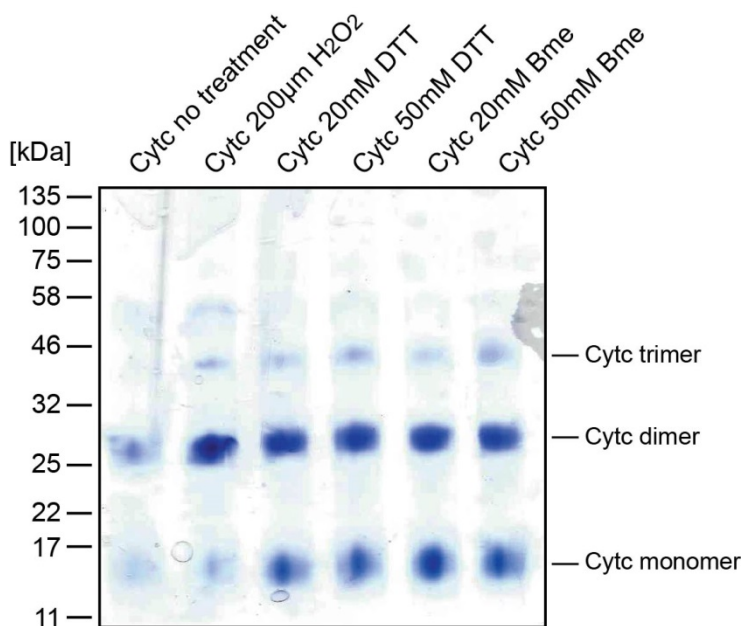 Cytc no treatment
Cytc 200µm H2O2
Cytc 20mM DTT
Cytc 50mM DTT
Cytc 20mM Bme
Cytc 50mM Bme
[kDa]
135
100
75
58
46
Cytc trimer
32
Cytc dimer
25
22
17
Cytc monomer
11